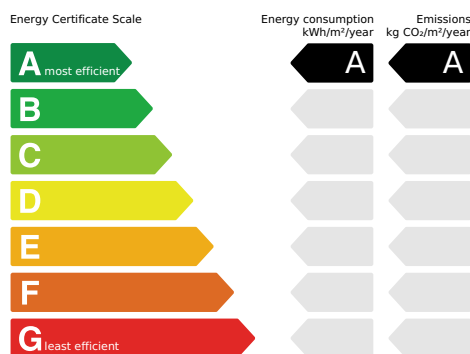 Energy Certificate Scale
Energy consumption
kWh/m²/year
Emissions
kg CO₂/m²/year
A most efficient
A
A
B
C
D
E
F
G least efficient